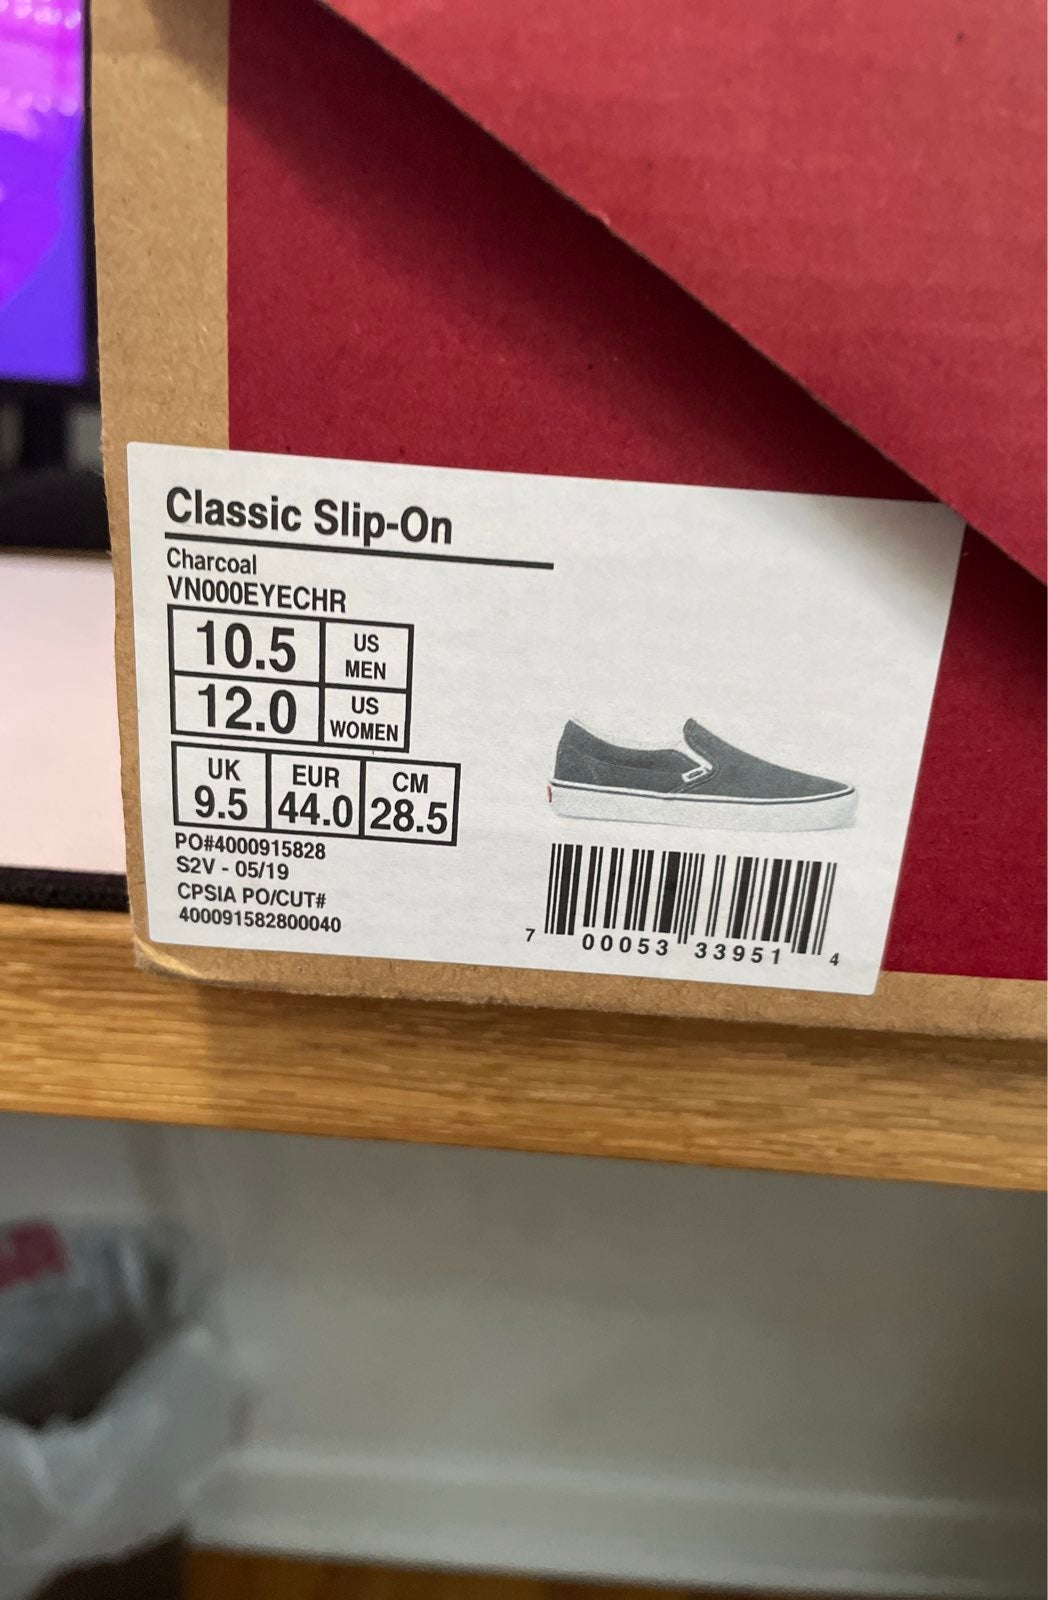 Classic Slip-On
Charcoal
VN000EYECHR
10.5 US MEN
12.0 US WOMEN
UK 9.5 EUR 44.0 CM 28.5
PO#4000915828
S2V - 05/19
CPSIA PO/CUT#
400091582800040
7 00053 33951 4